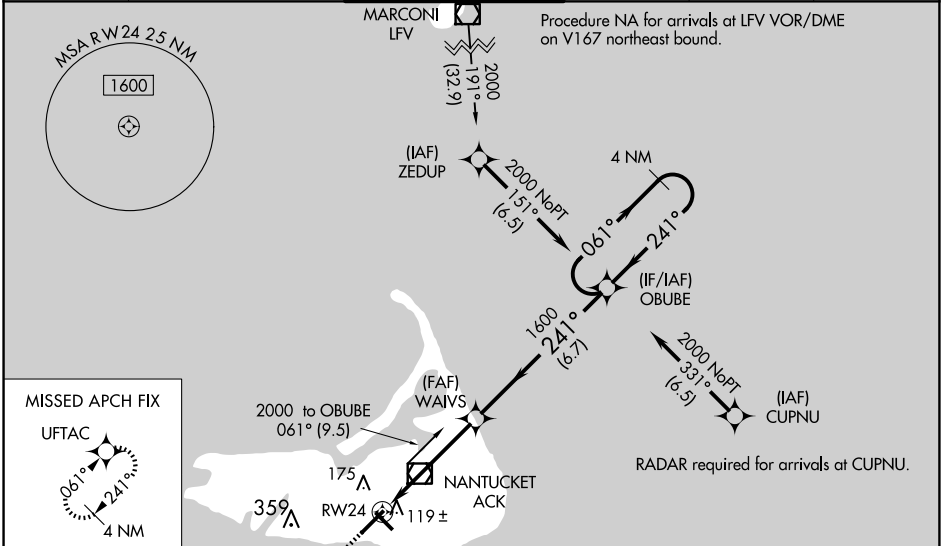 MSA RW24 25 NM
1600
MARCONI
LFV
Procedure NA for arrivals at LFV VOR/DME
on V167 northeast bound.
2000
191°
(32.9)
(IAF)
ZEDUP
2000 NoPT
151°
(6.5)
4 NM
061°
241°
(IF/IAF)
OBUBE
1600
241°
(6.7)
2000 NoPT
331°
(6.5)
(IAF)
CUPNU
RADAR required for arrivals at CUPNU.
(FAF)
WAIVS
2000 to OBUBE
061° (9.5)
NANTUCKET
ACK
175
359
RW24
119 ±
MISSED APCH FIX
UFTAC
061°
241°
4 NM